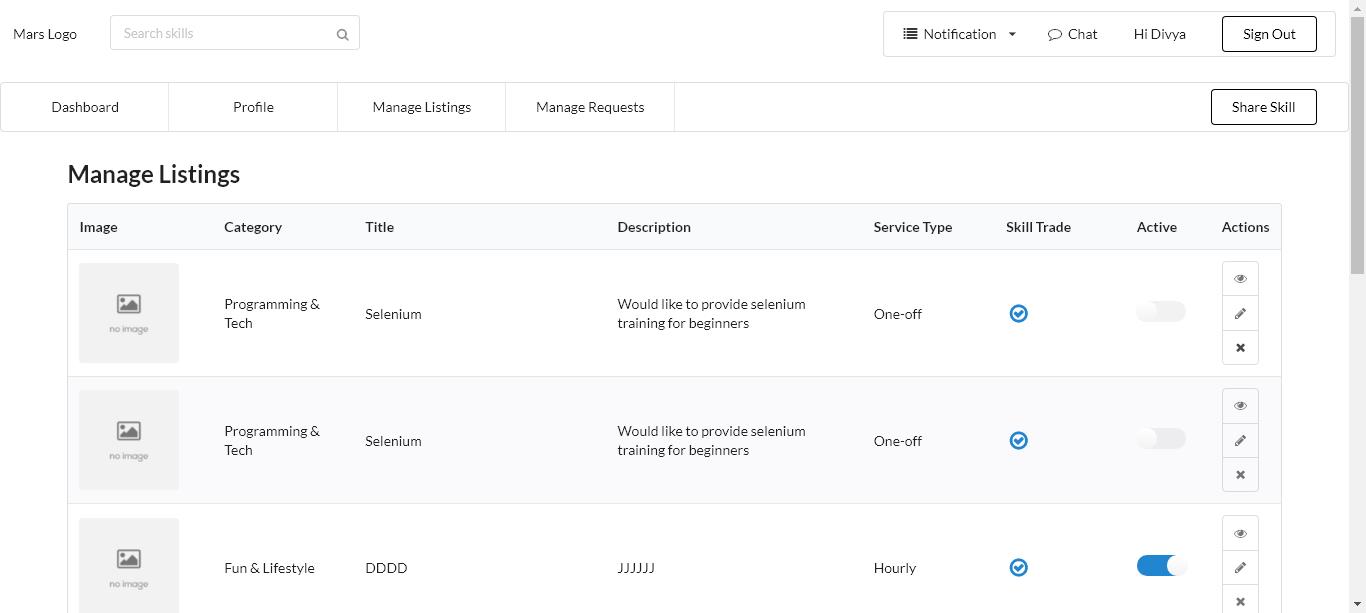 Mars Logo
Search skills
Notification
Chat
Hi Divya
Sign Out
Dashboard
Profile
Manage Listings
Manage Requests
Share Skill
Manage Listings
Image
Category
Title
Description
Service Type
Skill Trade
Active
Actions
no image
Programming &
Tech
Selenium
Would like to provide selenium
training for beginners
One-off
no image
Programming &
Tech
Selenium
Would like to provide selenium
training for beginners
One-off
no image
Fun & Lifestyle
DDDD
JJJJJJ
Hourly